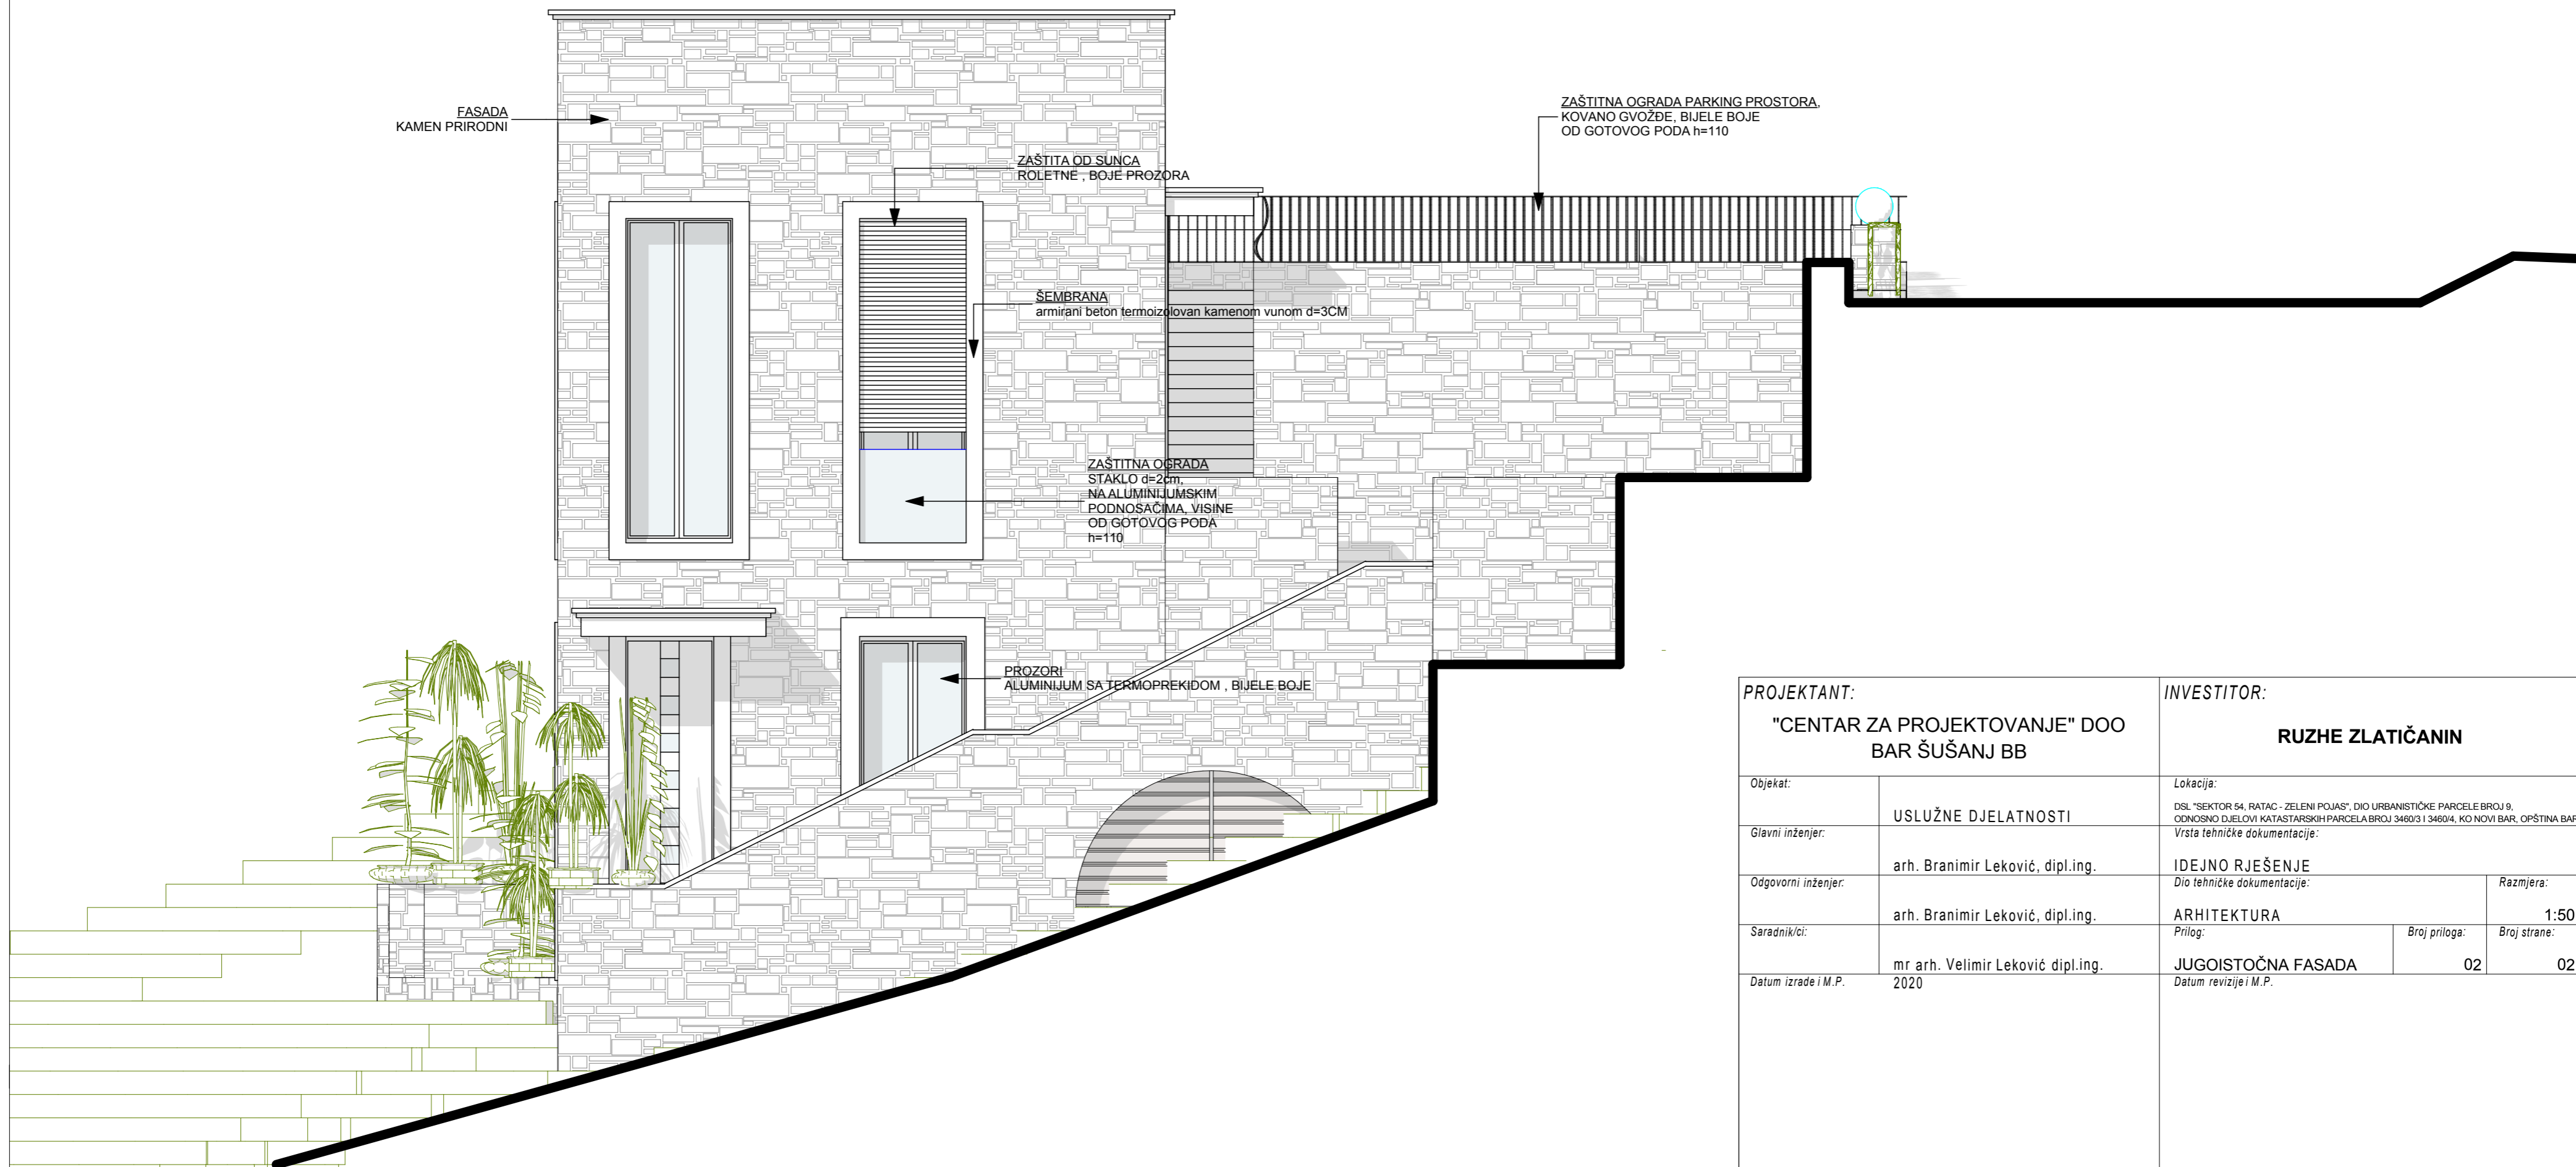 FASADA
KAMEN PRIRODNI
ZAŠTITA OD SUNCA
ROLETNE , BOJE PROZORA
ZAŠTITNA OGRADA PARKING PROSTORA,
KOVANO GVOŽĐE, BIJELE BOJE
OD GOTOVOG PODA h=110
ŠEMBRANA
armirani beton termoizolovan kamenom vunom d=3CM
ZAŠTITNA OGRADA
STAKLO d=2cm,
NA ALUMINIJUMSKIM
PODNOSAČIMA, VISINE
OD GOTOVOG PODA
h=110
PROZORI
ALUMINIJUM SA TERMOPREKIDOM , BIJELE BOJE
PROJEKTANT:
"CENTAR ZA PROJEKTOVANJE" DOO
BAR ŠUŠANJ BB
INVESTITOR:
RUZHE ZLATIČANIN
Objekat:
USLUŽNE DJELATNOSTI
Lokacija:
DSL "SEKTOR 54, RATAC - ZELENI POJAS", DIO URBANISTIČKE PARCELE BROJ 9,
ODNOSNO DJELOVI KATASTARSKIH PARCELA BROJ 3460/3 I 3460/4, KO NOVI BAR, OPŠTINA BAR
Glavni inženjer:
arh. Branimir Leković, dipl.ing.
Vrsta tehničke dokumentacije:
IDEJNO RJEŠENJE
Odgovorni inženjer:
arh. Branimir Leković, dipl.ing.
Dio tehničke dokumentacije:
ARHITEKTURA
Razmjera:
1:50
Saradnik/ci:
mr arh. Velimir Leković dipl.ing.
Prilog:
JUGOISTOČNA FASADA
Broj priloga:
02
Broj strane:
02
Datum izrade i M.P.
2020
Datum revizije i M.P.